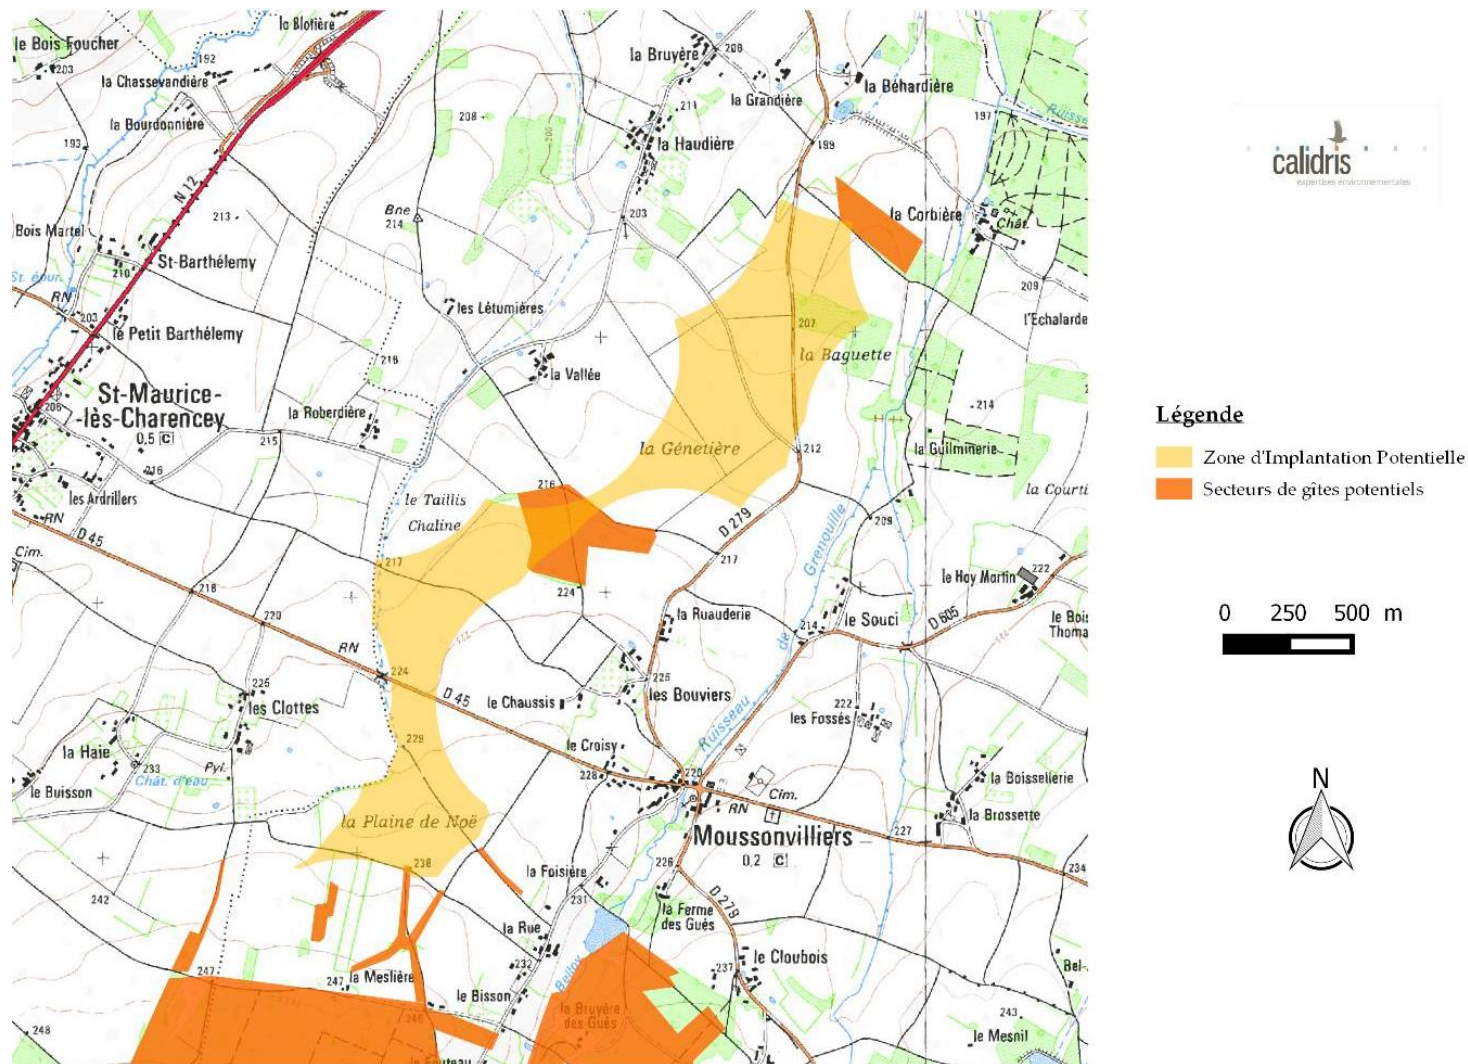 la Blotière
le Bois Foucher
203
192
la Chassevandière
la Bourdonnière
193
N 12
213
Bois Martel
210
St-Barthélemy
RN
203
le Petit Barthélemy
St-Maurice-
-lès-Charencey
0,5 C
206
216
les Ardrillers
RN
D 45
Cim.
la Bruyère
208
la Grandière
la Béhardière
211
208
la Haudière
199
197
Bne
214
203
la Corbière
Chât.
209
l'Echalarde
les Létumières
218
la Vallée
la Roberdière
215
207
la Baguette
214
la Génetière
212
la Guilminerie
la Courti
le Taillis
Chaline
216
217
D 279
217
209
Grenouille
de
Ruisseau
224
218
220
la Ruauderie
214
le Souci
D 605
le Hay Martin
222
le Bois
Thoma
RN
224
D 45
225
les Clottes
le Chaussis
226
les Bouviers
222
les Fossés
la Haie
233
Chât. d'eau
Pyl.
le Buisson
229
le Croisy
228
220
RN
Cim.
la Boissellerie
la Brossette
227
234
la Plaine de Noë
238
Moussonvilliers
0,2 C
242
la Foisière
231
226
la Ferme
des Gués
D 279
la Rue
232
le Cloubois
237
Bel-
247
247
la Meslière
le Bisson
Belloy
la Bruyère
des Gués
248
243
le Mesnil
calidris
expertises environnementales
Légende
Zone d'Implantation Potentielle
Secteurs de gîtes potentiels
0 250 500 m
N